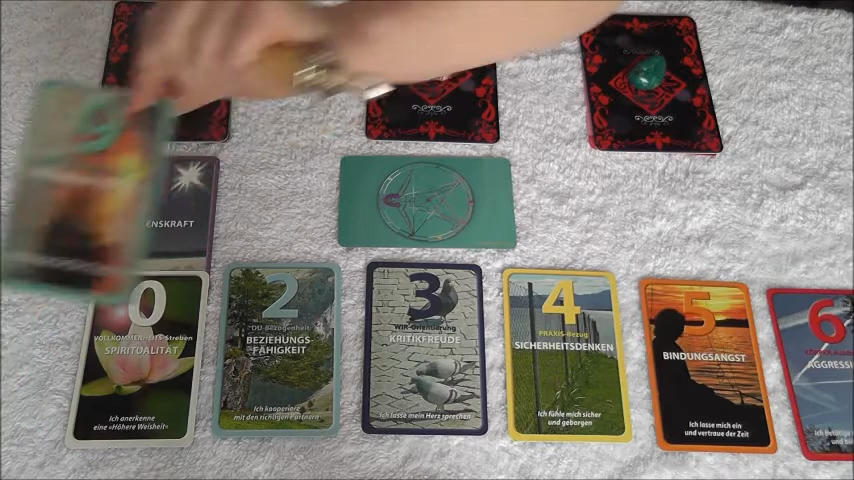 ENSKRAFT
0
VOLLKOMMENHEITS-Streben
SPIRITUALITÄT
Ich anerkenne
eine »Höhere Weisheit«
2
DU-Bezogenheit
BEZIEHUNGS-
FÄHIGKEIT
Ich kooperiere
mit den richtigen Partnern
3
WIR-Orientierung
KRITIKFREUDE
Ich lasse mein Herz sprechen
4
PRAXIS-Bezug
SICHERHEITSDENKEN
Ich fühle mich sicher
und geborgen
5
BINDUNGSANGST
Ich lasse mich ein
und vertraue der Zeit
6
AGGRESSI